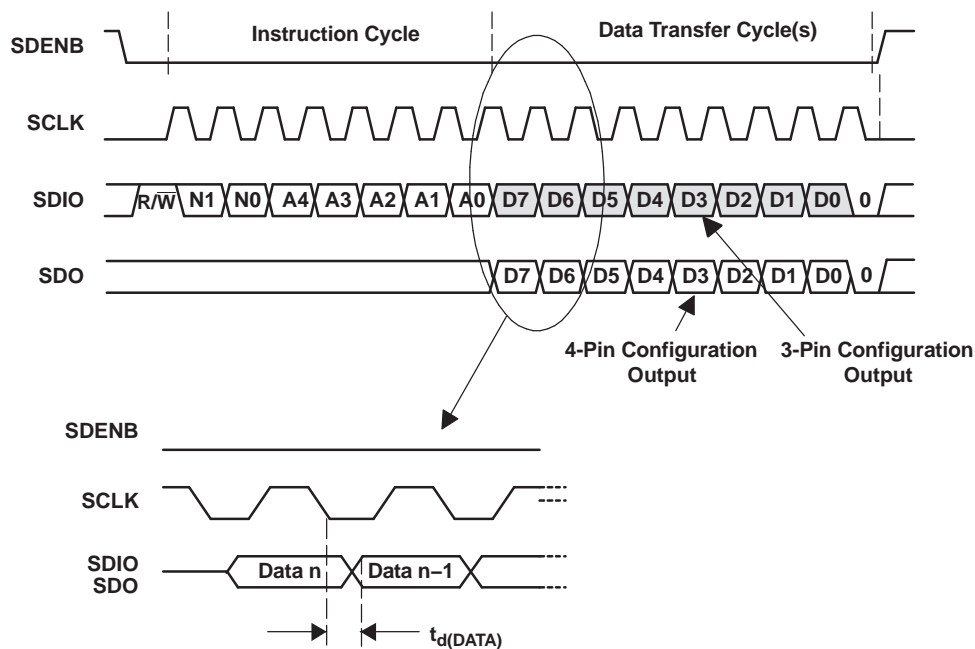 Instruction Cycle Data Transfer Cycle(s)
SDENB
SCLK
SDIO R/W̅ N1 N0 A4 A3 A2 A1 A0 D7 D6 D5 D4 D3 D2 D1 D0 0
SDO D7 D6 D5 D4 D3 D2 D1 D0 0
4-Pin Configuration
Output
3-Pin Configuration
Output
SDENB
SCLK
SDIO
SDO
Data n Data n–1
td(DATA)